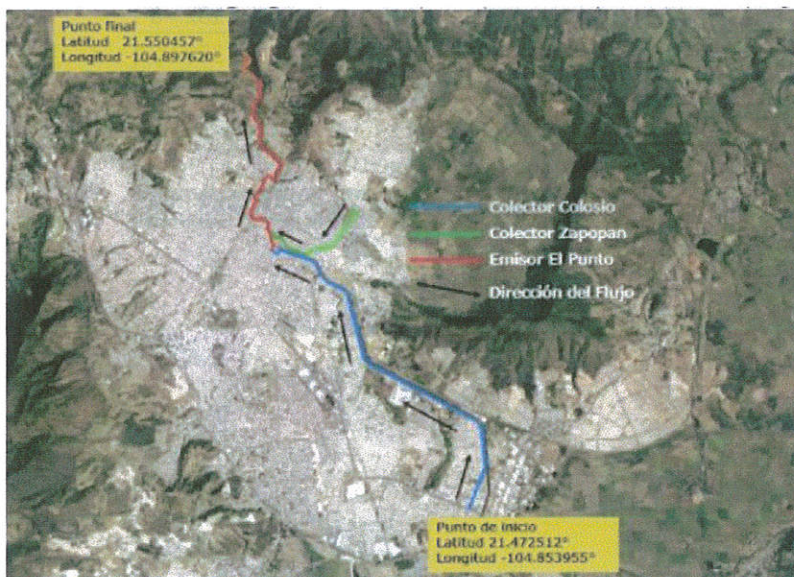 Punto final
Latitud 21.550457°
Longitud -104.897620°
Colector Colosio
Colector Zapopan
Emisor El Punto
Dirección del Flujo
Punto de inicio
Latitud 21.472512°
Longitud -104.853955°